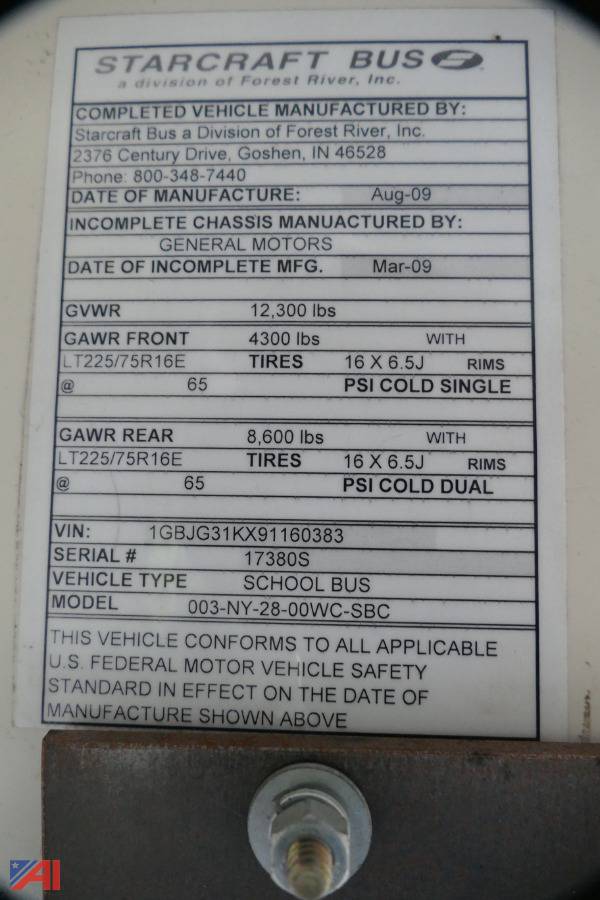 STARCRAFT BUS
a division of Forest River, Inc.
COMPLETED VEHICLE MANUFACTURED BY:
Starcraft Bus a Division of Forest River, Inc.
2376 Century Drive, Goshen, IN 46528
Phone: 800-348-7440
DATE OF MANUFACTURE: Aug-09
INCOMPLETE CHASSIS MANUACTURED BY:
GENERAL MOTORS
DATE OF INCOMPLETE MFG. Mar-09
GVWR 12,300 lbs
GAWR FRONT 4300 lbs WITH
LT225/75R16E TIRES 16 X 6.5J RIMS
@ 65 PSI COLD SINGLE
GAWR REAR 8,600 lbs WITH
LT225/75R16E TIRES 16 X 6.5J RIMS
@ 65 PSI COLD DUAL
VIN: 1GBJG31KX91160383
SERIAL # 17380S
VEHICLE TYPE SCHOOL BUS
MODEL 003-NY-28-00WC-SBC
THIS VEHICLE CONFORMS TO ALL APPLICABLE
U.S. FEDERAL MOTOR VEHICLE SAFETY
STANDARD IN EFFECT ON THE DATE OF
MANUFACTURE SHOWN ABOVE
AI